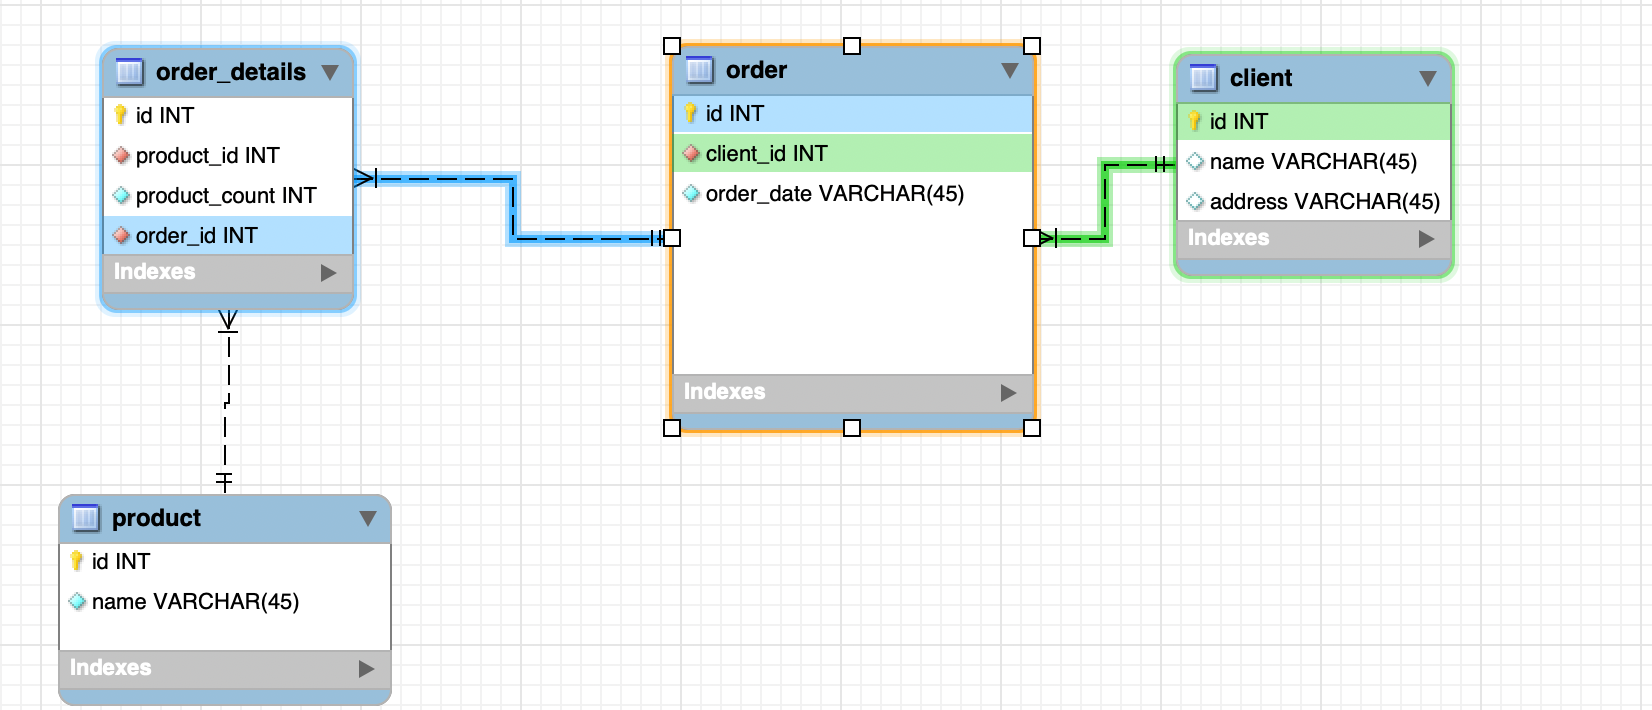 order_details
id INT
product_id INT
product_count INT
order_id INT
Indexes
order
id INT
client_id INT
order_date VARCHAR(45)
Indexes
client
id INT
name VARCHAR(45)
address VARCHAR(45)
Indexes
product
id INT
name VARCHAR(45)
Indexes